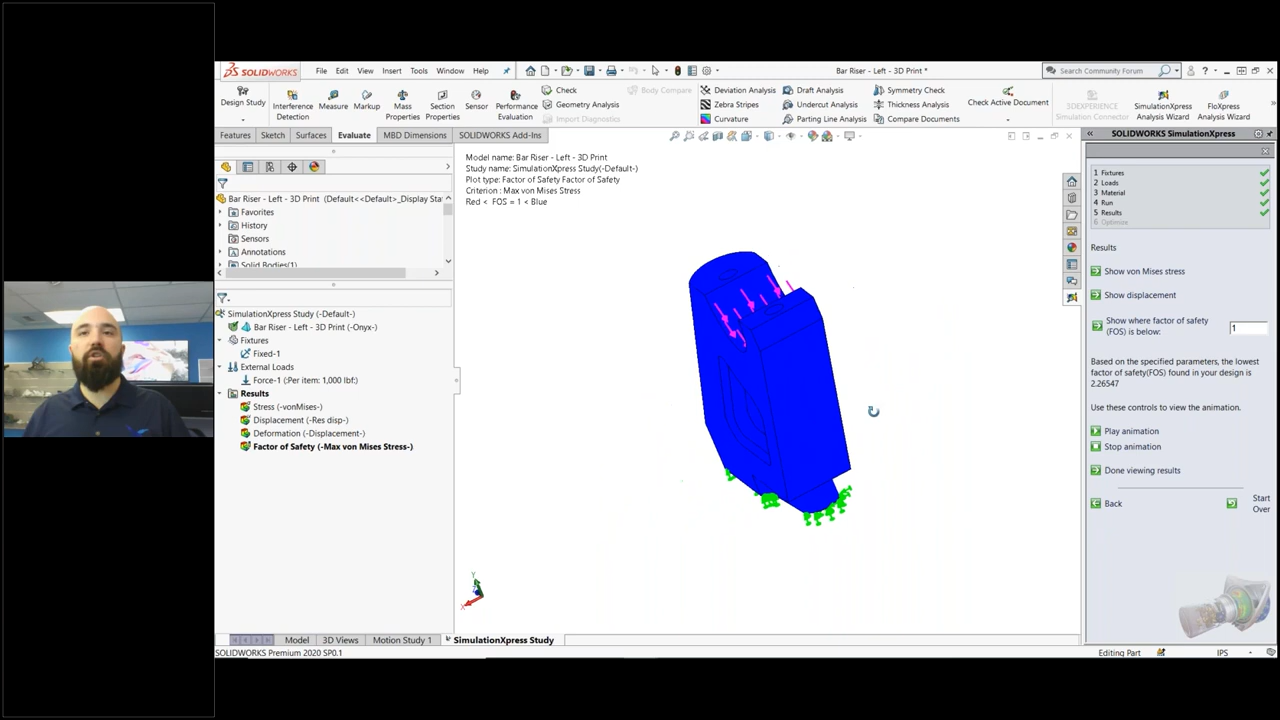 SOLIDWORKS File Edit View Insert Tools Window Help Bar Riser - Left - 3D Print * Search Community Forum
Design Study Interference Detection Measure Markup Mass Properties Section Properties Sensor Performance Evaluation
Check Body Compare
Geometry Analysis
Import Diagnostics
Deviation Analysis Draft Analysis Symmetry Check
Zebra Stripes Undercut Analysis Thickness Analysis
Curvature Parting Line Analysis Compare Documents
Check Active Document 3DEXPERIENCE Simulation Connector SimulationXpress Analysis Wizard FloXpress Analysis Wizard
Features Sketch Surfaces Evaluate MBD Dimensions SOLIDWORKS Add-Ins
Bar Riser - Left - 3D Print (Default<<Default>_Display Sta
Favorites
History
Sensors
Annotations
Solid Bodies(1)
SimulationXpress Study (-Default-)
Bar Riser - Left - 3D Print (-Onyx-)
Fixtures
Fixed-1
External Loads
Force-1 (:Per item: 1,000 lbf:)
Results
Stress (-vonMises-)
Displacement (-Res disp-)
Deformation (-Displacement-)
Factor of Safety (-Max von Mises Stress-)
Model name: Bar Riser - Left - 3D Print
Study name: SimulationXpress Study(-Default-)
Plot type: Factor of Safety Factor of Safety
Criterion : Max von Mises Stress
Red < FOS = 1 < Blue
Y
X
SOLIDWORKS SimulationXpress
1 Fixtures
2 Loads
3 Material
4 Run
5 Results
6 Optimize
Results
Show von Mises stress
Show displacement
Show where factor of safety
(FOS) is below: 1
Based on the specified parameters, the lowest
factor of safety(FOS) found in your design is
2.26547
Use these controls to view the animation.
Play animation
Stop animation
Done viewing results
Back Start
Over
Model 3D Views Motion Study 1 SimulationXpress Study
SOLIDWORKS Premium 2020 SP0.1 Editing Part IPS